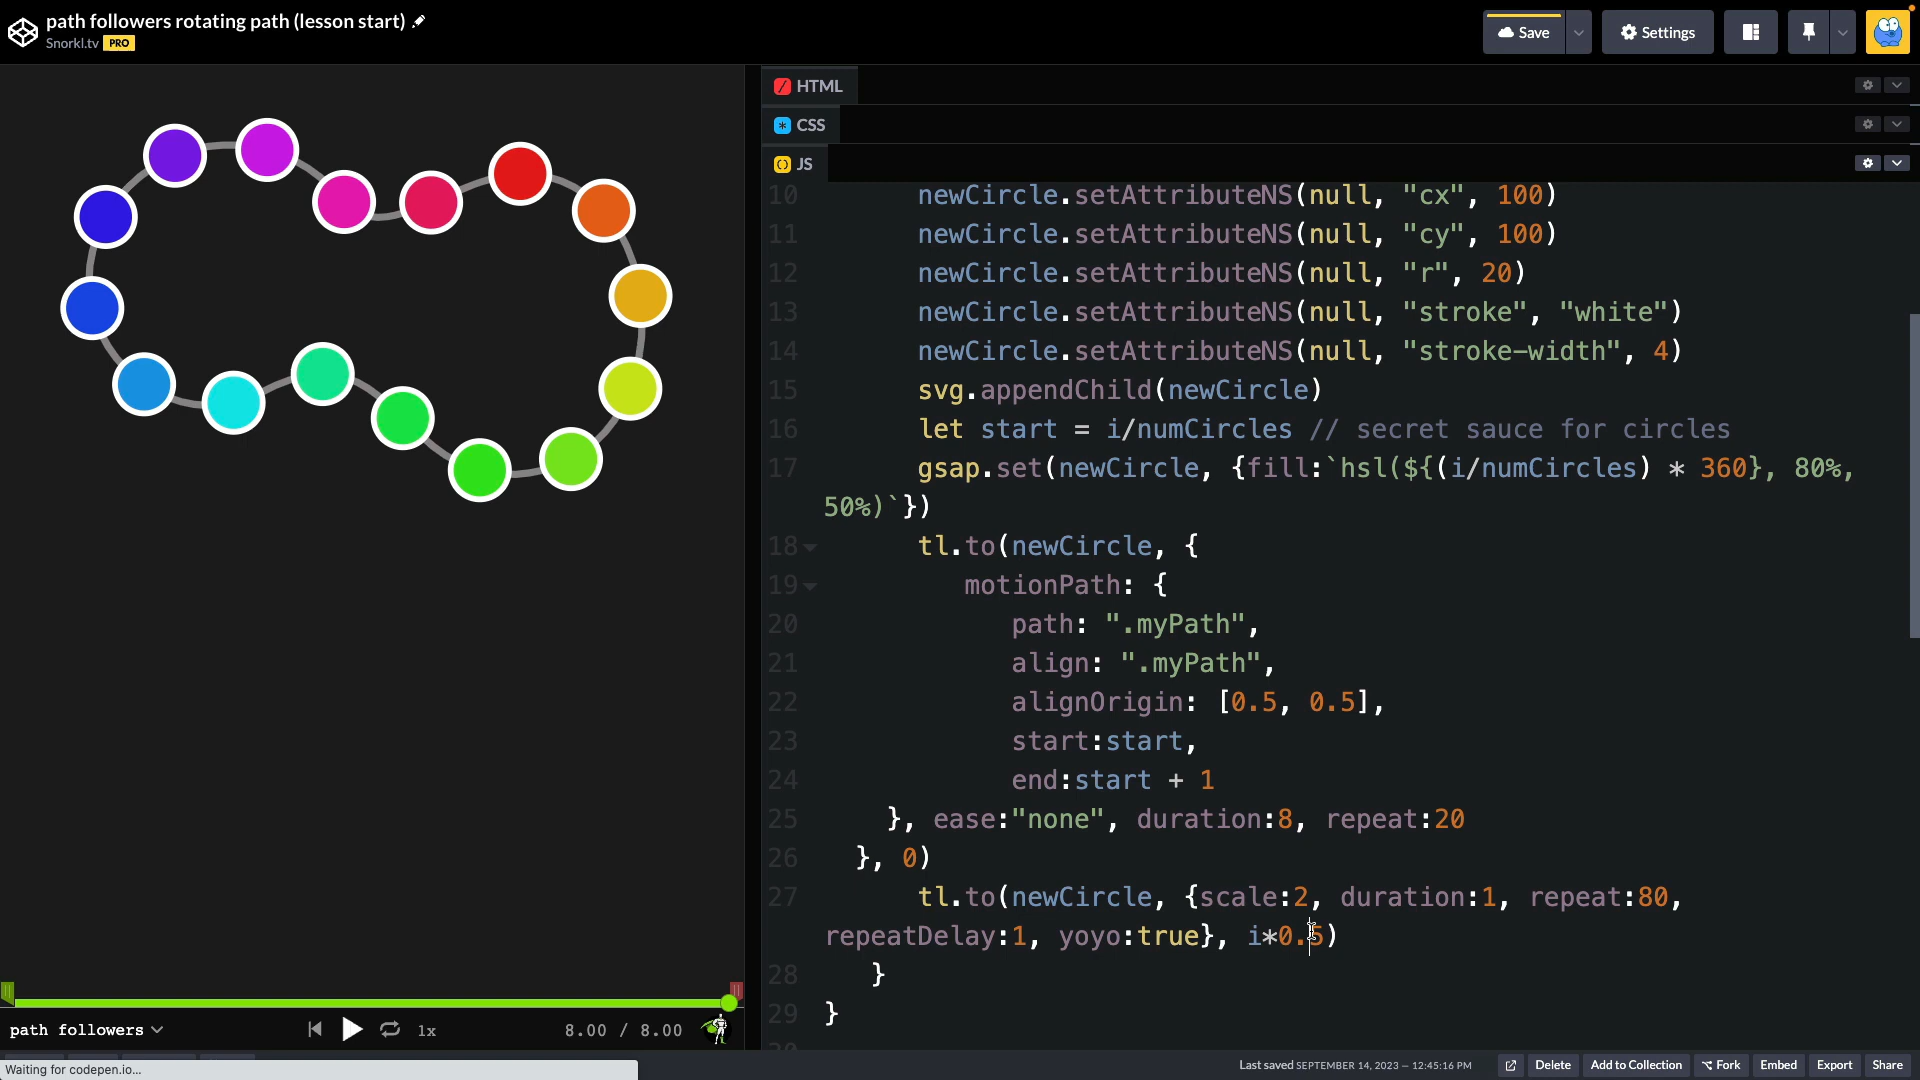 path followers rotating path (lesson start)
Snorkl.tv PRO
Save
Settings
HTML
CSS
JS
10 newCircle.setAttributeNS(null, "cx", 100)
11 newCircle.setAttributeNS(null, "cy", 100)
12 newCircle.setAttributeNS(null, "r", 20)
13 newCircle.setAttributeNS(null, "stroke", "white")
14 newCircle.setAttributeNS(null, "stroke-width", 4)
15 svg.appendChild(newCircle)
16 let start = i/numCircles // secret sauce for circles
17 gsap.set(newCircle, {fill:`hsl(${(i/numCircles) * 360}, 80%,
50%)`})
18 tl.to(newCircle, {
19 motionPath: {
20 path: ".myPath",
21 align: ".myPath",
22 alignOrigin: [0.5, 0.5],
23 start:start,
24 end:start + 1
25 }, ease:"none", duration:8, repeat:20
26 }, 0)
27 tl.to(newCircle, {scale:2, duration:1, repeat:80,
repeatDelay:1, yoyo:true}, i*0.5)
28 }
29 }
path followers
1x
8.00 / 8.00
Waiting for codepen.io...
Last saved SEPTEMBER 14, 2023 — 12:45:16 PM
Delete
Add to Collection
Fork
Embed
Export
Share